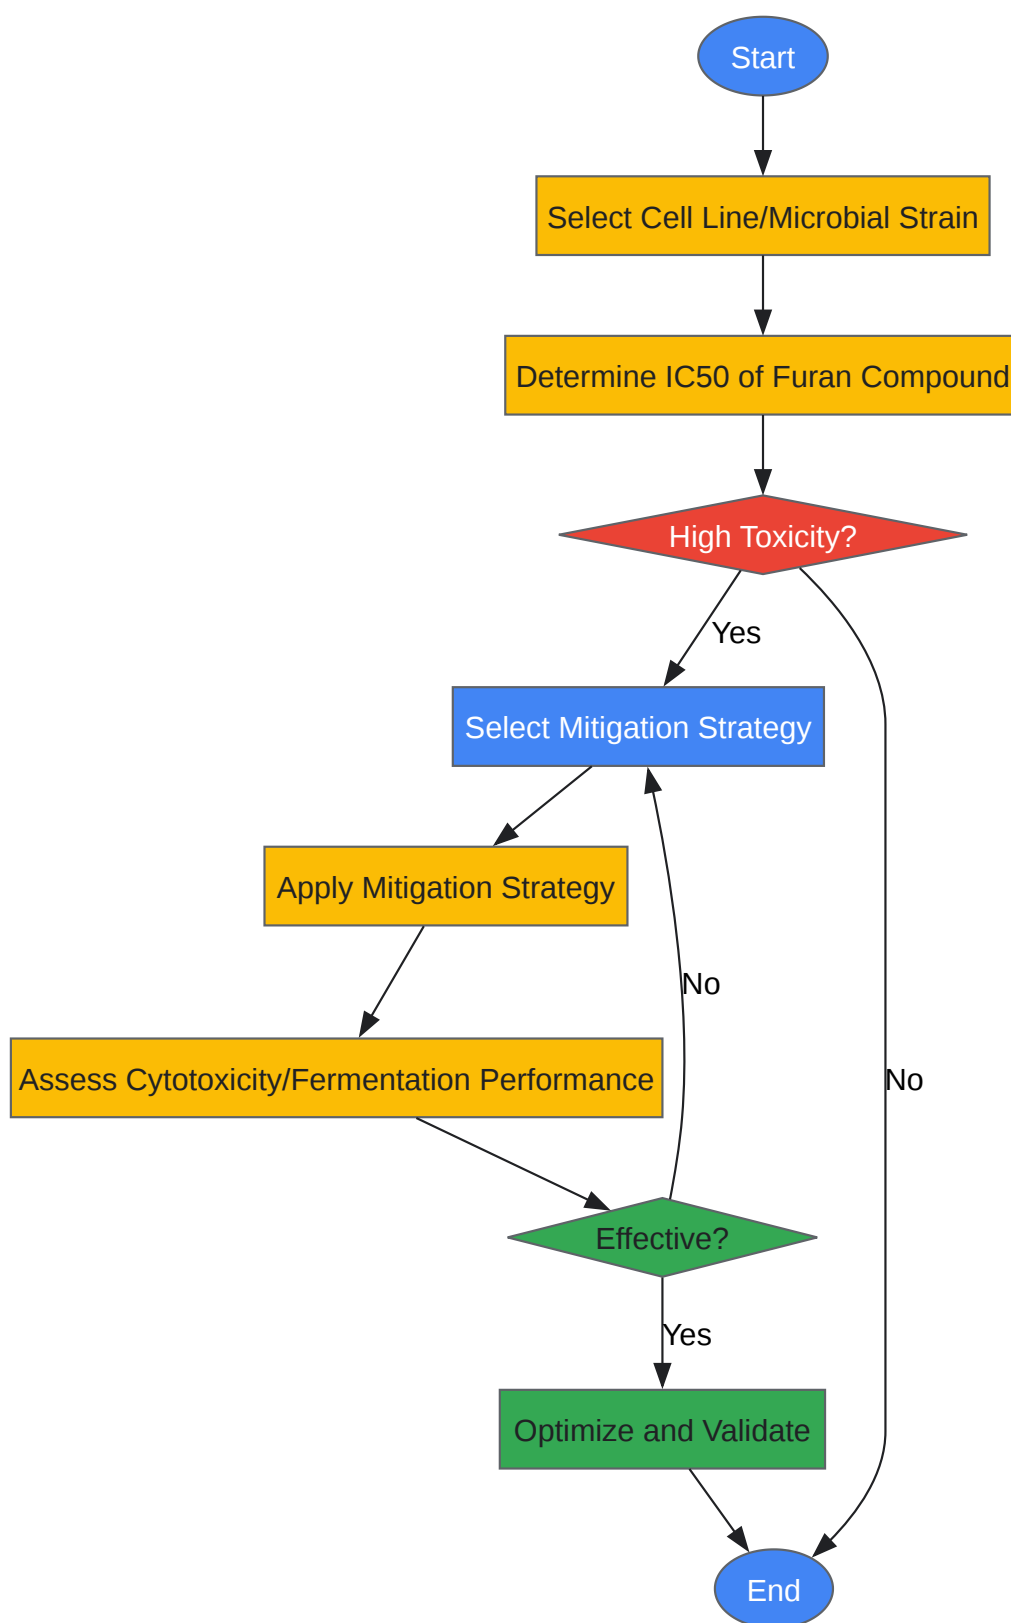 Start
Select Cell Line/Microbial Strain
Determine IC50 of Furan Compound
High Toxicity?
Yes
Select Mitigation Strategy
Apply Mitigation Strategy
No
Assess Cytotoxicity/Fermentation Performance
No
Effective?
Yes
Optimize and Validate
End